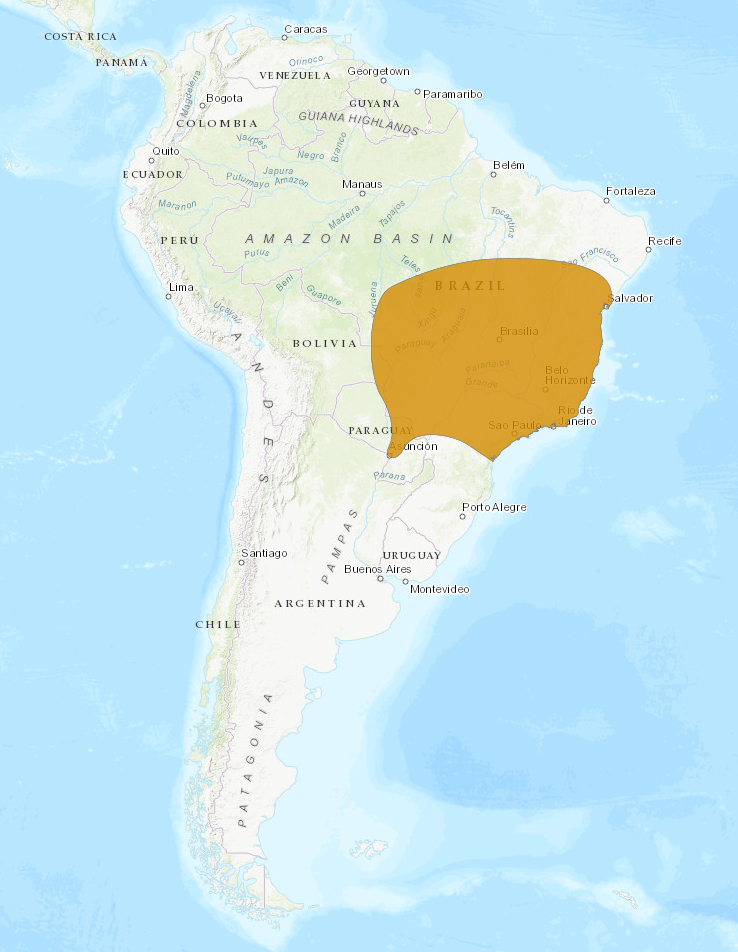 Caracas
COSTA RICA
PANAMÁ
Orinoco
VENEZUELA
Georgetown
Magdalena
Bogota
Paramaribo
GUYANA
COLOMBIA
GUIANA HIGHLANDS
Vaupes
Branco
Quito
Negro
Belém
ECUADOR
Japura
Putumayo
Amazon
Manaus
Fortaleza
Maranon
Madeira
Tapajos
Tocantins
PERÚ
AMAZON BASIN
Recife
Purus
Sao Francisco
Teles
Beni
Guapore
Juruena
BRAZIL
Lima
Salvador
Ucayali
Xingu
Araguaia
Brasilia
ANDES
BOLIVIA
Paraguay
Paranaiba
Belo
Horizonte
Grande
Rio de
Janeiro
Sao Paulo
PARAGUAY
Asunción
Parana
Porto Alegre
PAMPAS
Santiago
URUGUAY
Buenos Aires
Montevideo
ARGENTINA
CHILE
PATAGONIA